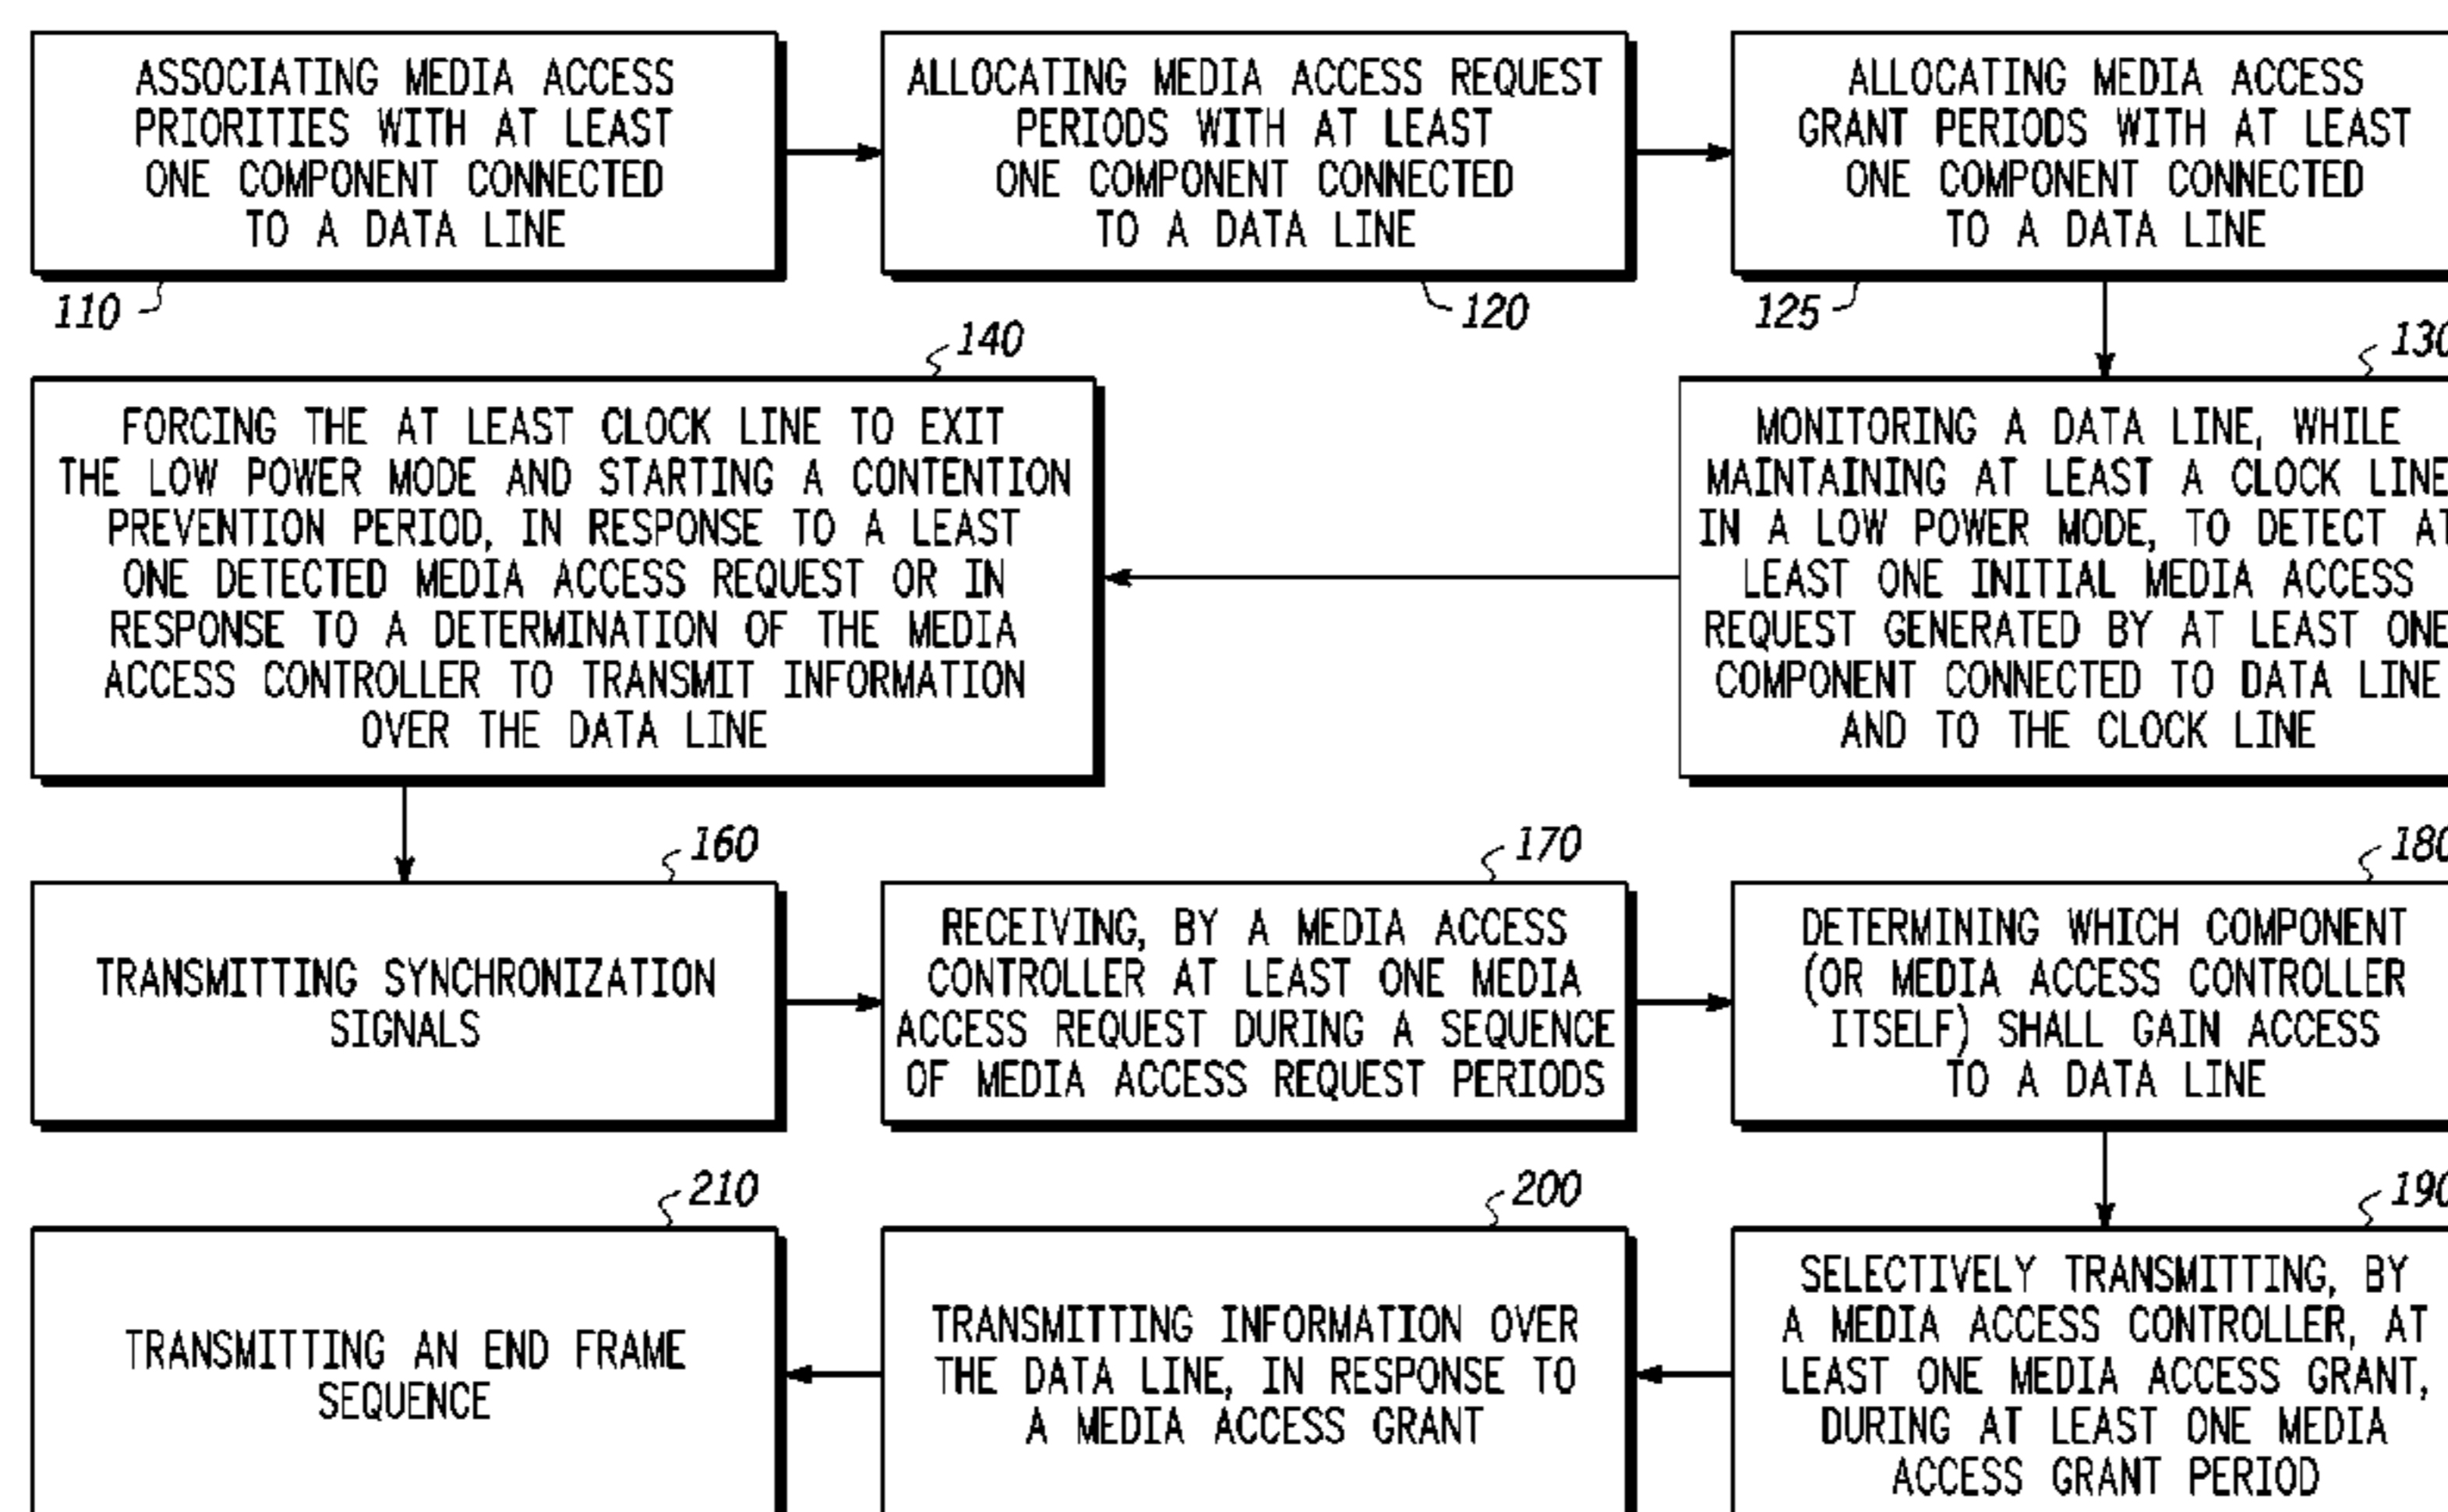 ASSOCIATING MEDIA ACCESS
PRIORITIES WITH AT LEAST
ONE COMPONENT CONNECTED
TO A DATA LINE
110
ALLOCATING MEDIA ACCESS REQUEST
PERIODS WITH AT LEAST
ONE COMPONENT CONNECTED
TO A DATA LINE
120
ALLOCATING MEDIA ACCESS
GRANT PERIODS WITH AT LEAST
ONE COMPONENT CONNECTED
TO A DATA LINE
125
130
MONITORING A DATA LINE, WHILE
MAINTAINING AT LEAST A CLOCK LINE
IN A LOW POWER MODE, TO DETECT AT
LEAST ONE INITIAL MEDIA ACCESS
REQUEST GENERATED BY AT LEAST ONE
COMPONENT CONNECTED TO DATA LINE
AND TO THE CLOCK LINE
140
FORCING THE AT LEAST CLOCK LINE TO EXIT
THE LOW POWER MODE AND STARTING A CONTENTION
PREVENTION PERIOD, IN RESPONSE TO A LEAST
ONE DETECTED MEDIA ACCESS REQUEST OR IN
RESPONSE TO A DETERMINATION OF THE MEDIA
ACCESS CONTROLLER TO TRANSMIT INFORMATION
OVER THE DATA LINE
160
TRANSMITTING SYNCHRONIZATION
SIGNALS
170
RECEIVING, BY A MEDIA ACCESS
CONTROLLER AT LEAST ONE MEDIA
ACCESS REQUEST DURING A SEQUENCE
OF MEDIA ACCESS REQUEST PERIODS
180
DETERMINING WHICH COMPONENT
(OR MEDIA ACCESS CONTROLLER
ITSELF) SHALL GAIN ACCESS
TO A DATA LINE
190
SELECTIVELY TRANSMITTING, BY
A MEDIA ACCESS CONTROLLER, AT
LEAST ONE MEDIA ACCESS GRANT,
DURING AT LEAST ONE MEDIA
ACCESS GRANT PERIOD
200
TRANSMITTING INFORMATION OVER
THE DATA LINE, IN RESPONSE TO
A MEDIA ACCESS GRANT
210
TRANSMITTING AN END FRAME
SEQUENCE